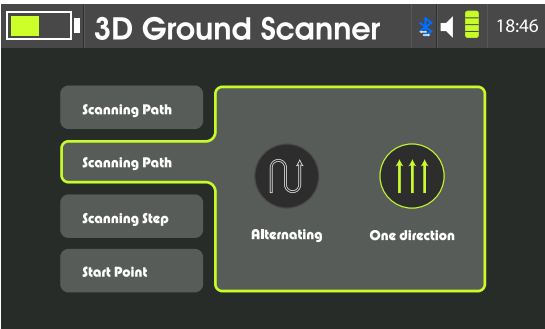 3D Ground Scanner
18:46
Scanning Path
Scanning Path
Scanning Step
Start Point
Alternating
One direction